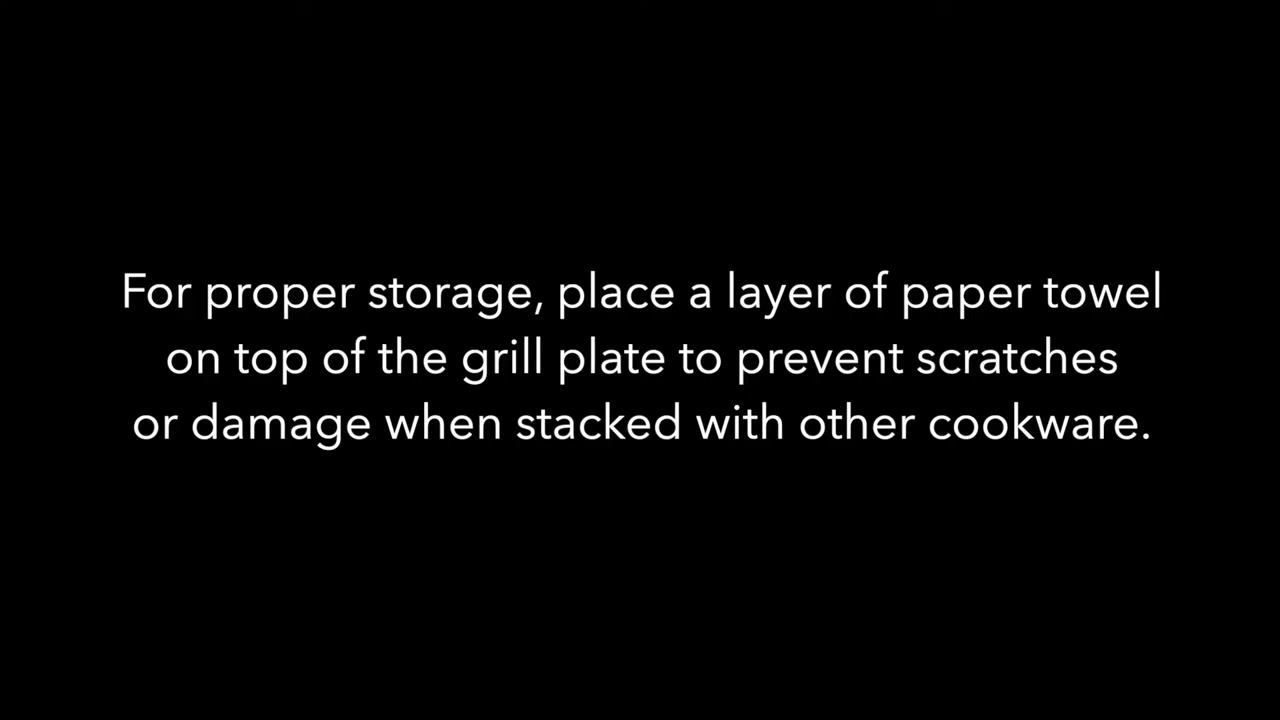 For proper storage, place a layer of paper towel
on top of the grill plate to prevent scratches
or damage when stacked with other cookware.